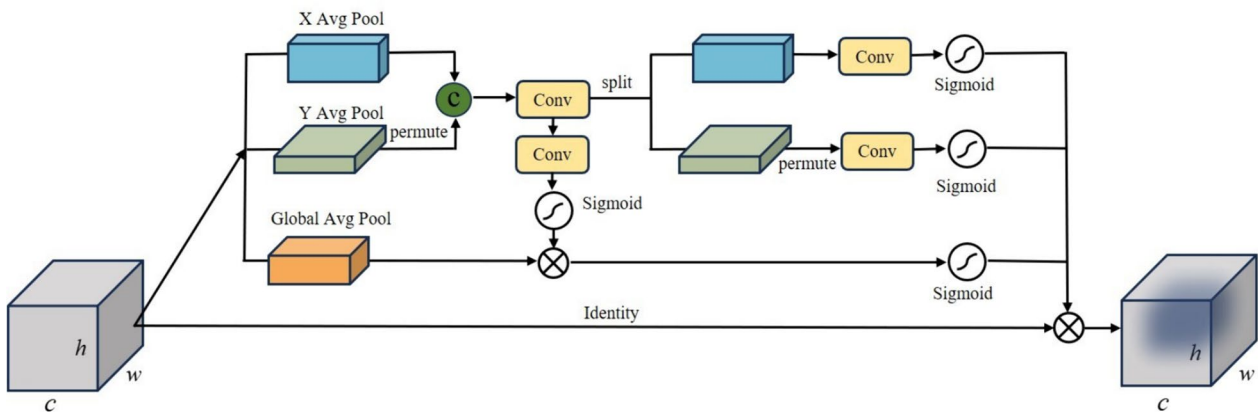 X Avg Pool
Y Avg Pool
permute
C
Conv
split
Conv
Sigmoid
Conv
Sigmoid
permute
Conv
Sigmoid
Global Avg Pool
Sigmoid
Identity
h
w
c
h
w
c